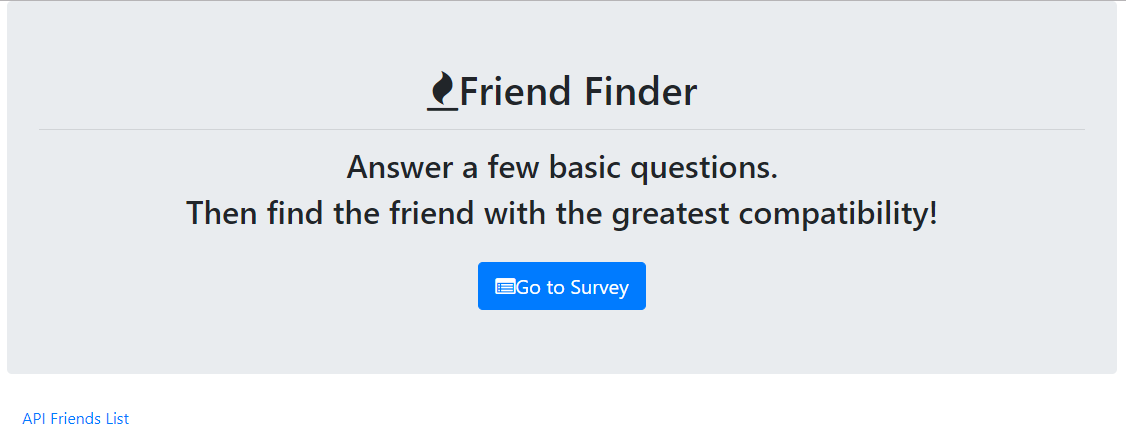 Friend Finder
Answer a few basic questions.
Then find the friend with the greatest compatibility!
Go to Survey
API Friends List